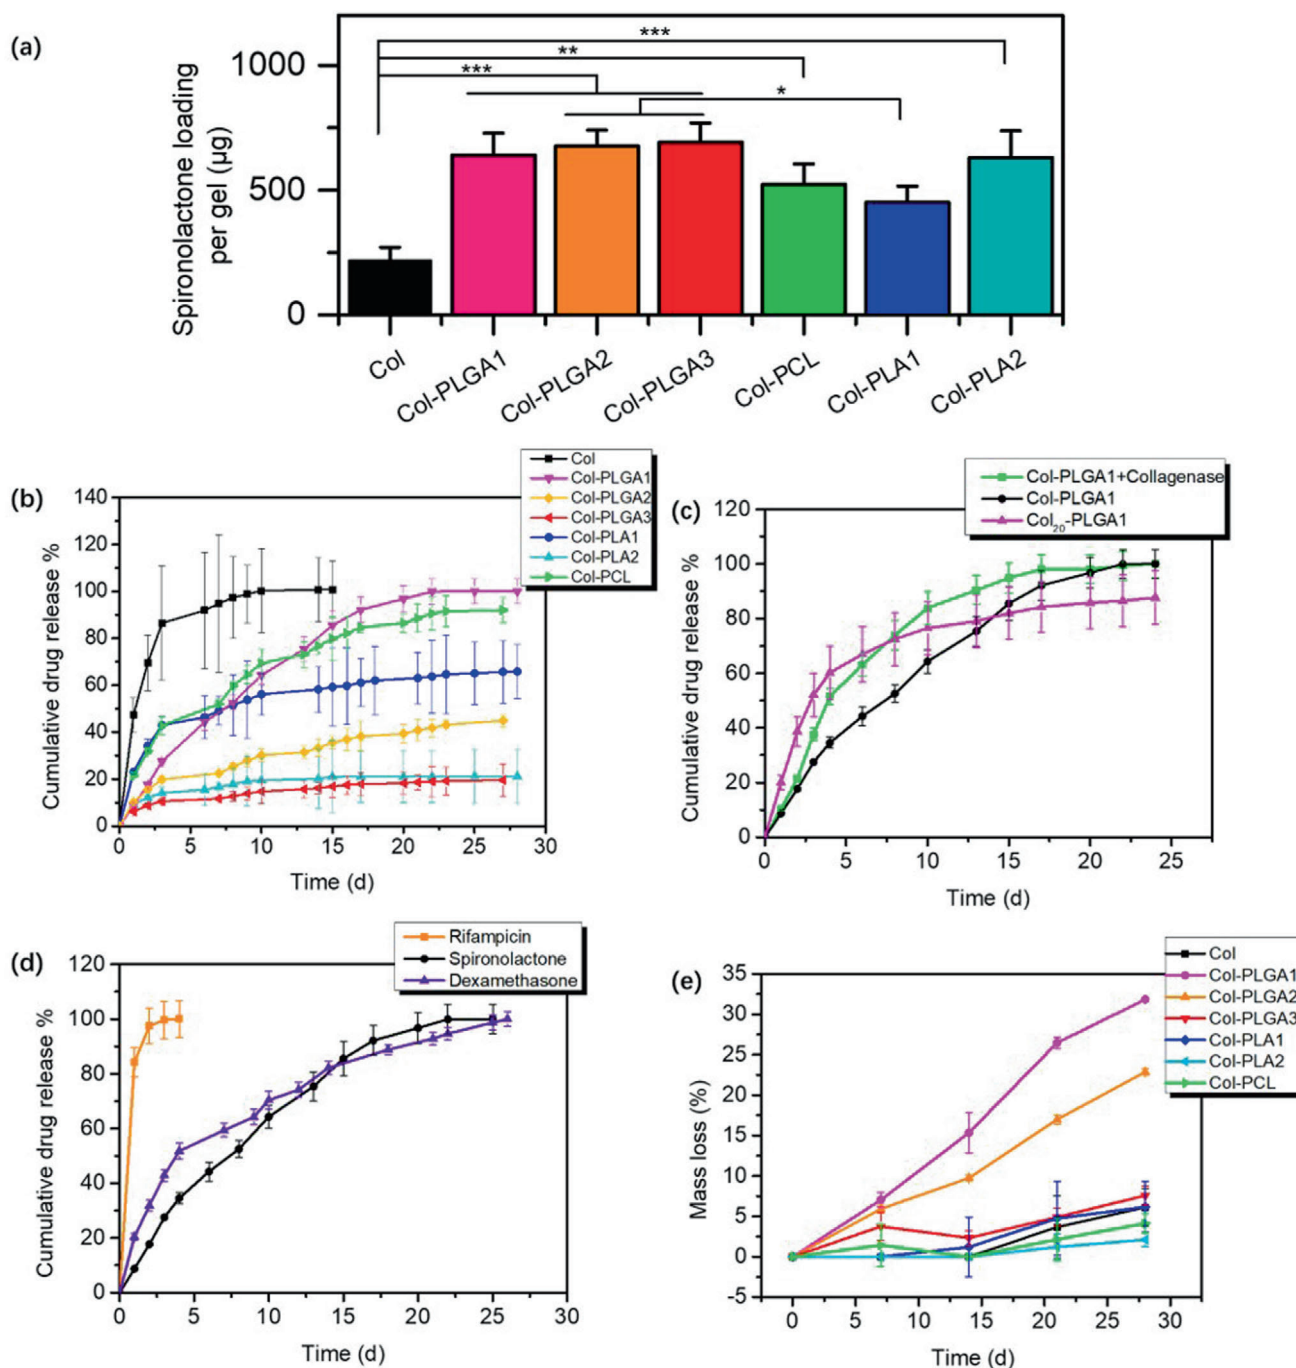 (a)
Spironolactone loading
per gel (µg)
1000
500
0
***
**
***
*
Col
Col-PLGA1
Col-PLGA2
Col-PLGA3
Col-PCL
Col-PLA1
Col-PLA2
(b)
Col
Col-PLGA1
Col-PLGA2
Col-PLGA3
Col-PLA1
Col-PLA2
Col-PCL
Cumulative drug release %
140
120
100
80
60
40
20
0
0 5 10 15 20 25 30
Time (d)
(c)
Col-PLGA1+Collagenase
Col-PLGA1
Col₂₀-PLGA1
Cumulative drug release %
120
100
80
60
40
20
0
0 5 10 15 20 25
Time (d)
(d)
Rifampicin
Spironolactone
Dexamethasone
Cumulative drug release %
120
100
80
60
40
20
0
0 5 10 15 20 25 30
Time (d)
(e)
Col
Col-PLGA1
Col-PLGA2
Col-PLGA3
Col-PLA1
Col-PLA2
Col-PCL
Mass loss (%)
35
30
25
20
15
10
5
0
-5
0 5 10 15 20 25 30
Time (d)